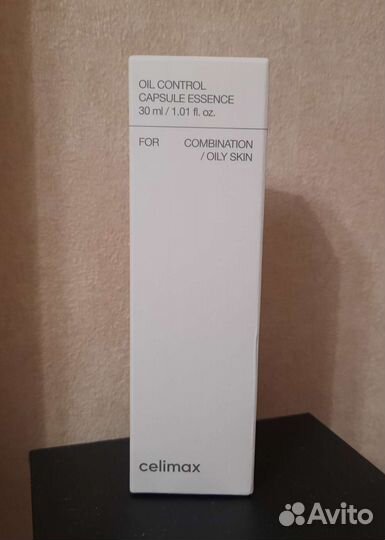 OIL CONTROL
CAPSULE ESSENCE
30 ml / 1.01 fl. oz.
FOR COMBINATION
/ OILY SKIN
celimax
Avito